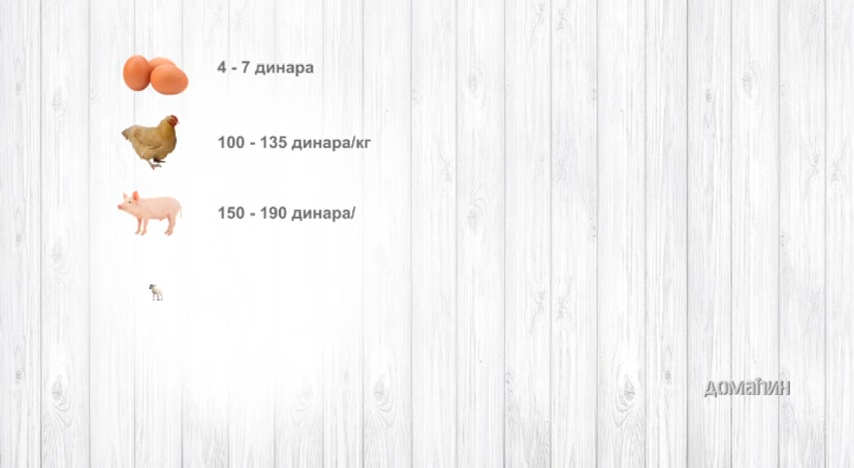 4 - 7 динара
100 - 135 динара/кг
150 - 190 динара/
домаћин